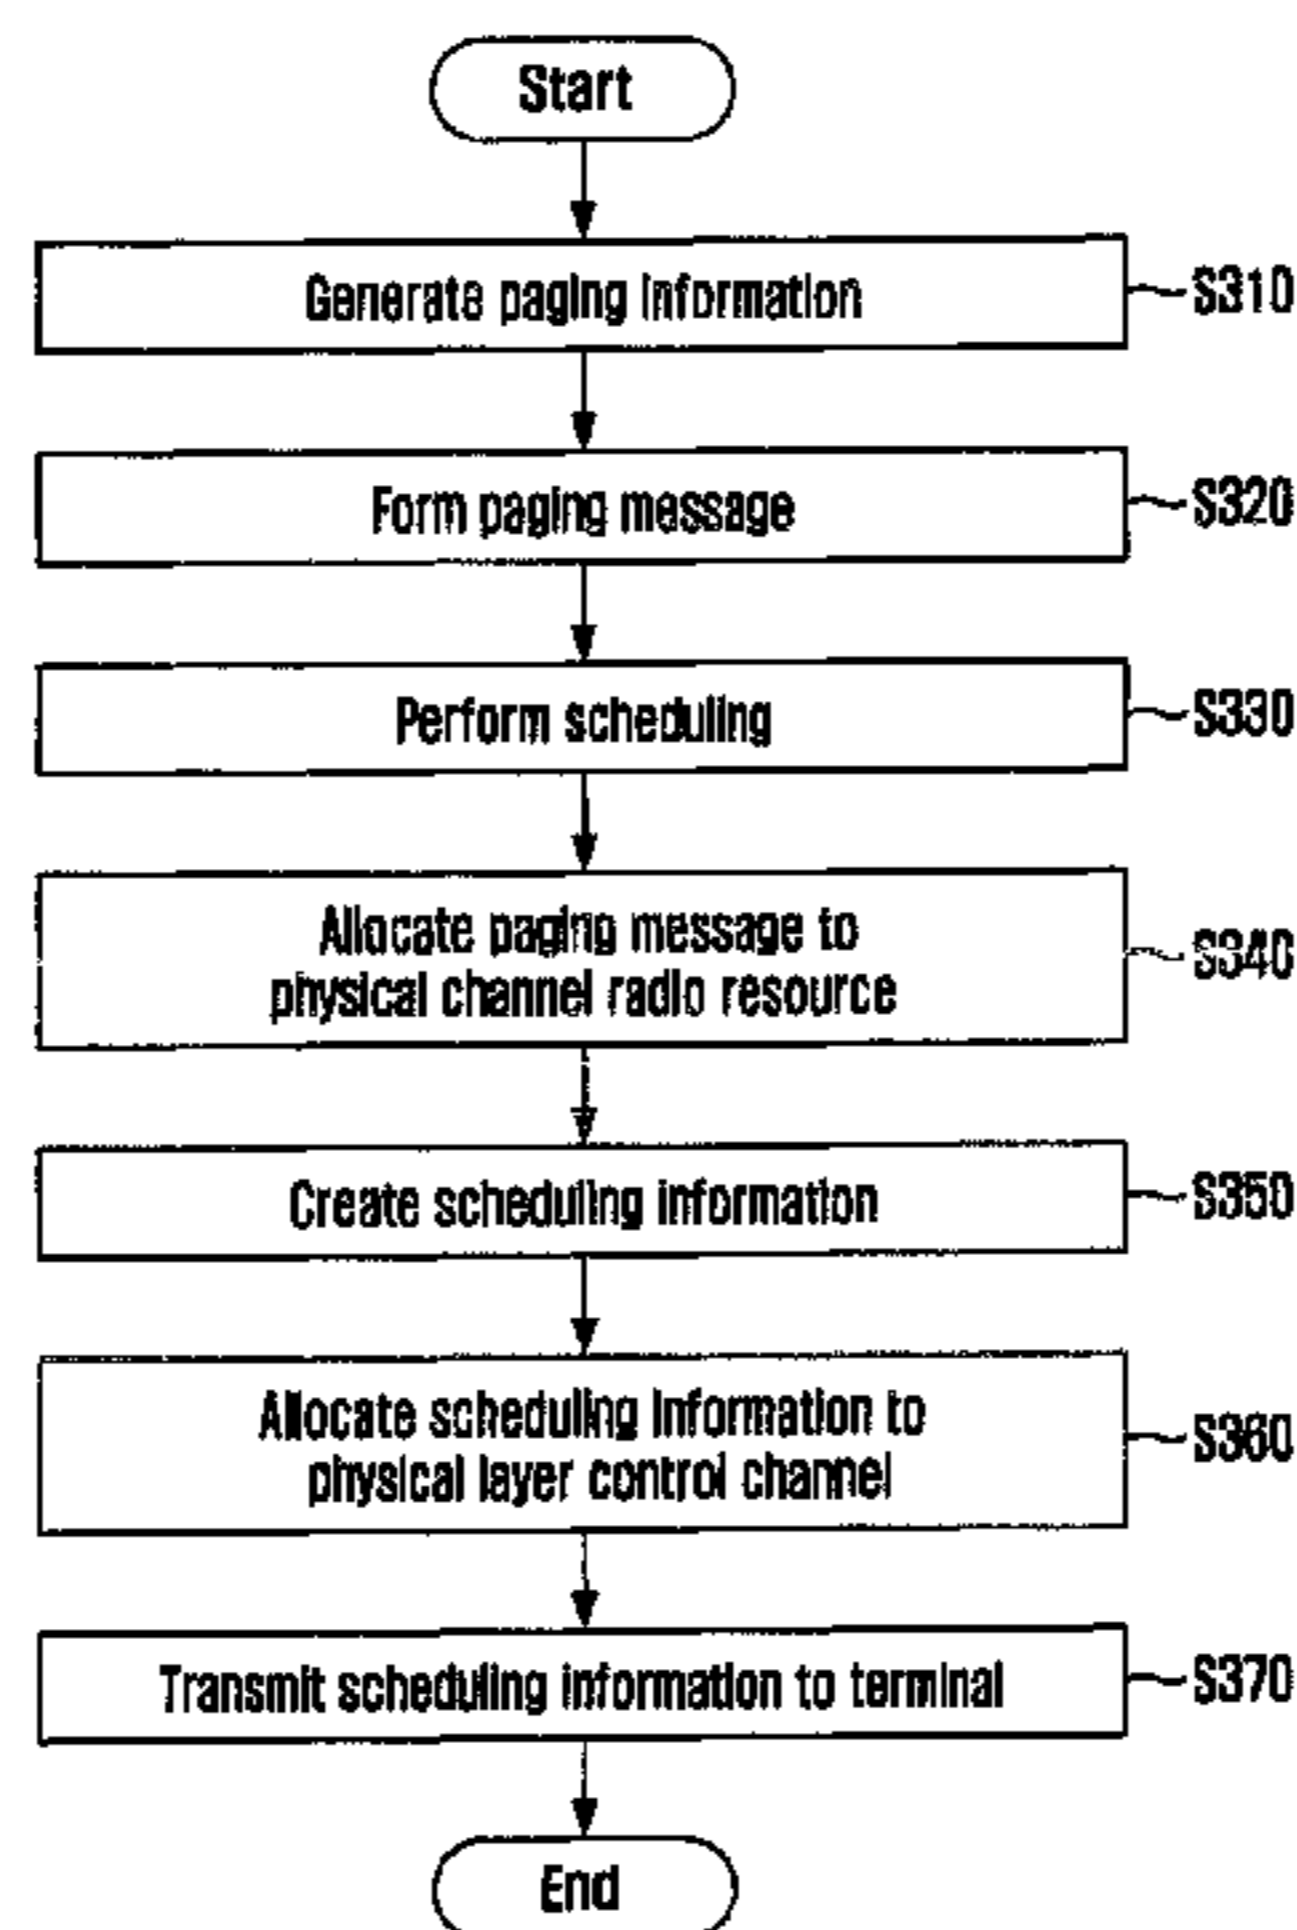 Start
Generate paging information
S310
Form paging message
S320
Perform scheduling
S330
Allocate paging message to
physical channel radio resource
S340
Create scheduling information
S350
Allocate scheduling information to
physical layer control channel
S360
Transmit scheduling information to terminal
S370
End